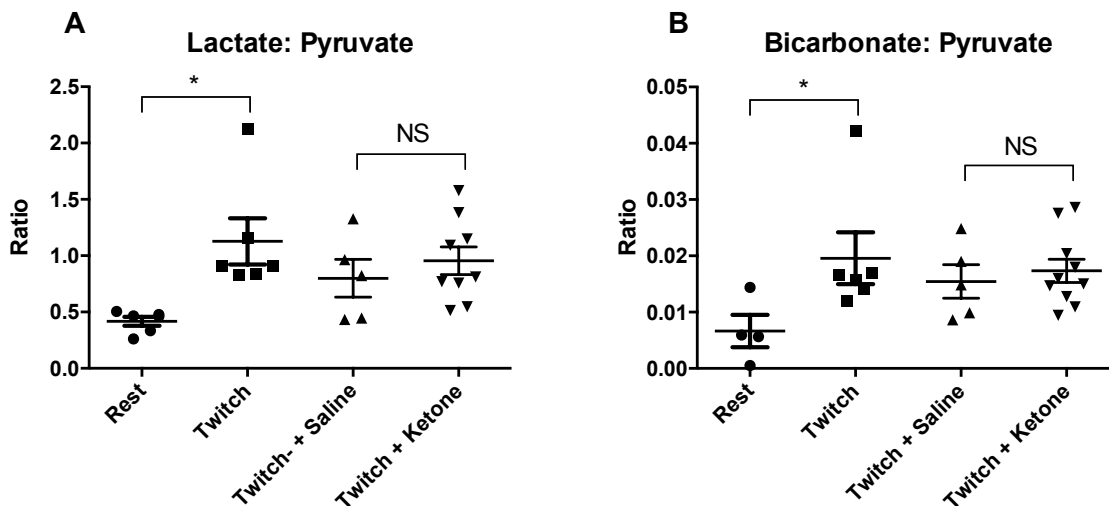 A
Lactate: Pyruvate
Ratio
2.5
2.0
1.5
1.0
0.5
0.0
*
NS
Rest
Twitch
Twitch- + Saline
Twitch + Ketone
B
Bicarbonate: Pyruvate
Ratio
0.05
0.04
0.03
0.02
0.01
0.00
*
NS
Rest
Twitch
Twitch + Saline
Twitch + Ketone